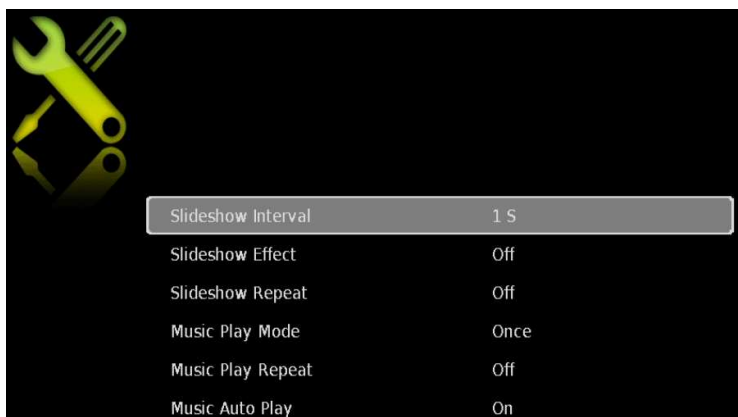 Slideshow Interval 1 S
Slideshow Effect Off
Slideshow Repeat Off
Music Play Mode Once
Music Play Repeat Off
Music Auto Play On